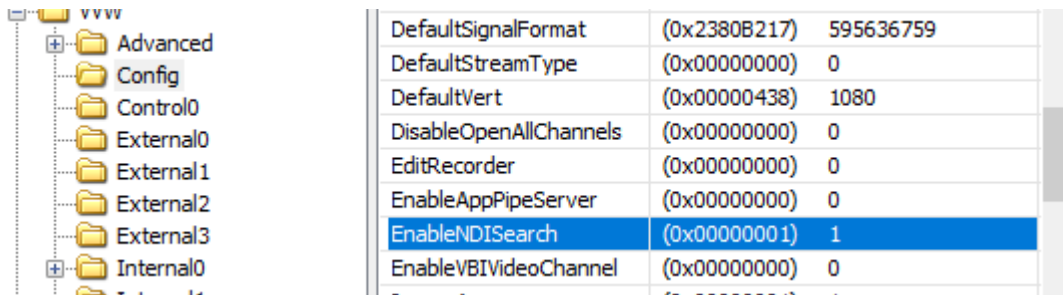 vvw
Advanced
Config
Control0
External0
External1
External2
External3
Internal0
DefaultSignalFormat (0x2380B217) 595636759
DefaultStreamType (0x00000000) 0
DefaultVert (0x00000438) 1080
DisableOpenAllChannels (0x00000000) 0
EditRecorder (0x00000000) 0
EnableAppPipeServer (0x00000000) 0
EnableNDISearch (0x00000001) 1
EnableVBIVideoChannel (0x00000000) 0